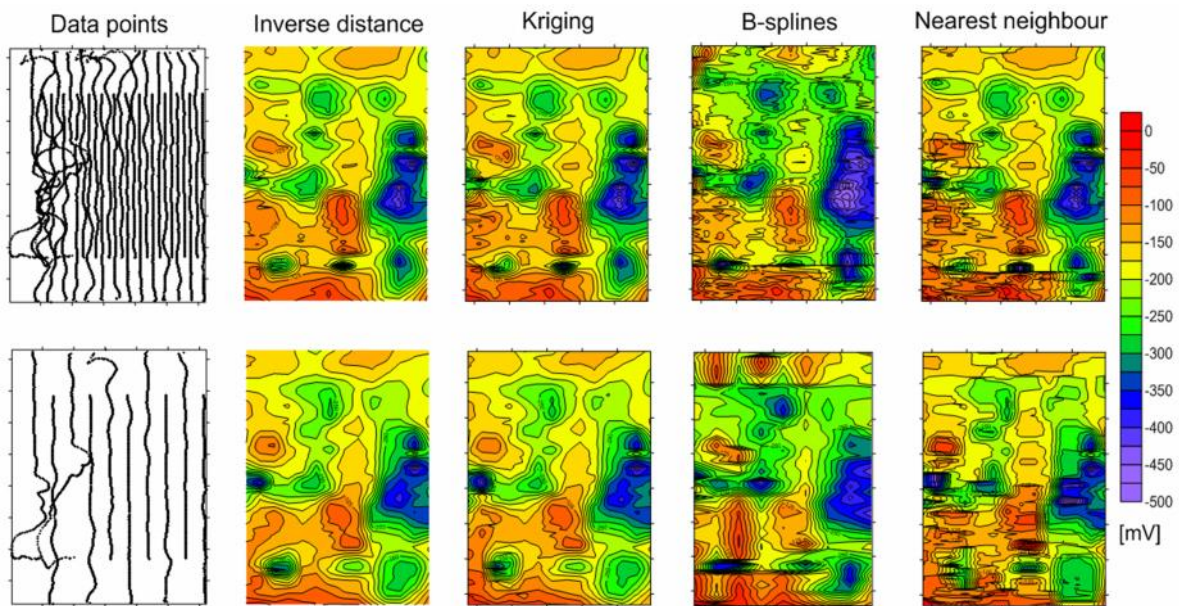 Data points
Inverse distance
Kriging
B-splines
Nearest neighbour
0
-50
-100
-150
-200
-250
-300
-350
-400
-450
-500
[mV]